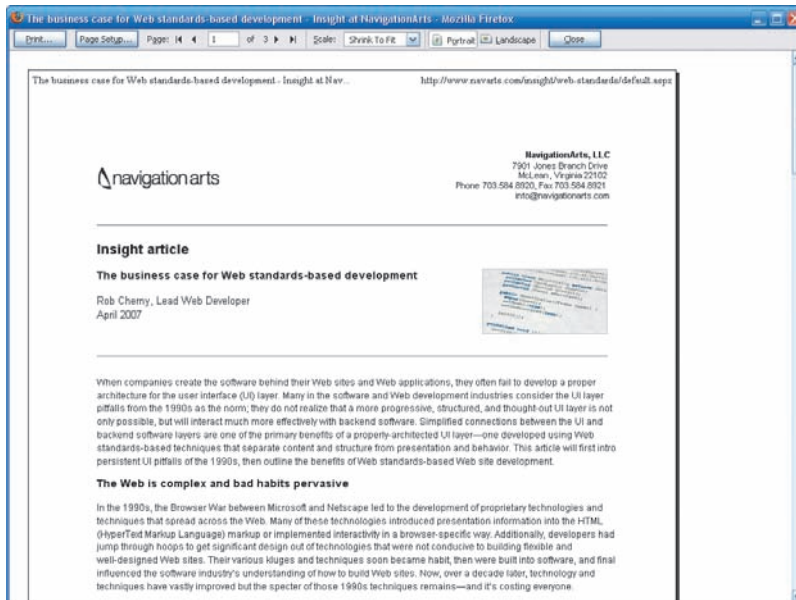 The business case for Web standards-based development - Insight at NavigationArts - Mozilla Firefox
Print... Page Setup... Page: 1 of 3 Scale: Shrink To Fit Portrait Landscape Close
The business case for Web standards-based development - Insight at Nav... http://www.navarts.com/insight/web-standards/default.aspx
NavigationArts, LLC
7901 Jones Branch Drive
McLean, Virginia 22102
Phone 703.584.8920, Fax 703.584.8921
info@navigationarts.com
navigationarts
Insight article
The business case for Web standards-based development
Rob Cherny, Lead Web Developer
April 2007
When companies create the software behind their Web sites and Web applications, they often fail to develop a proper
architecture for the user interface (UI) layer. Many in the software and Web development industries consider the UI layer
pitfalls from the 1990s as the norm; they do not realize that a more progressive, structured, and thought-out UI layer is not
only possible, but will interact much more effectively with backend software. Simplified connections between the UI and
backend software layers are one of the primary benefits of a properly-architected UI layer—one developed using Web
standards-based techniques that separate content and structure from presentation and behavior. This article will first intro
persistent UI pitfalls of the 1990s, then outline the benefits of Web standards-based Web site development.
The Web is complex and bad habits pervasive
In the 1990s, the Browser War between Microsoft and Netscape led to the development of proprietary technologies and
techniques that spread across the Web. Many of these technologies introduced presentation information into the HTML
(HyperText Markup Language) markup or implemented interactivity in a browser-specific way. Additionally, developers had
jump through hoops to get significant design out of technologies that were not conducive to building flexible and
well-designed Web sites. Their various kluges and techniques soon became habit, then were built into software, and final
influenced the software industry's understanding of how to build Web sites. Now, over a decade later, technology and
techniques have vastly improved but the specter of those 1990s techniques remains—and it's costing everyone.